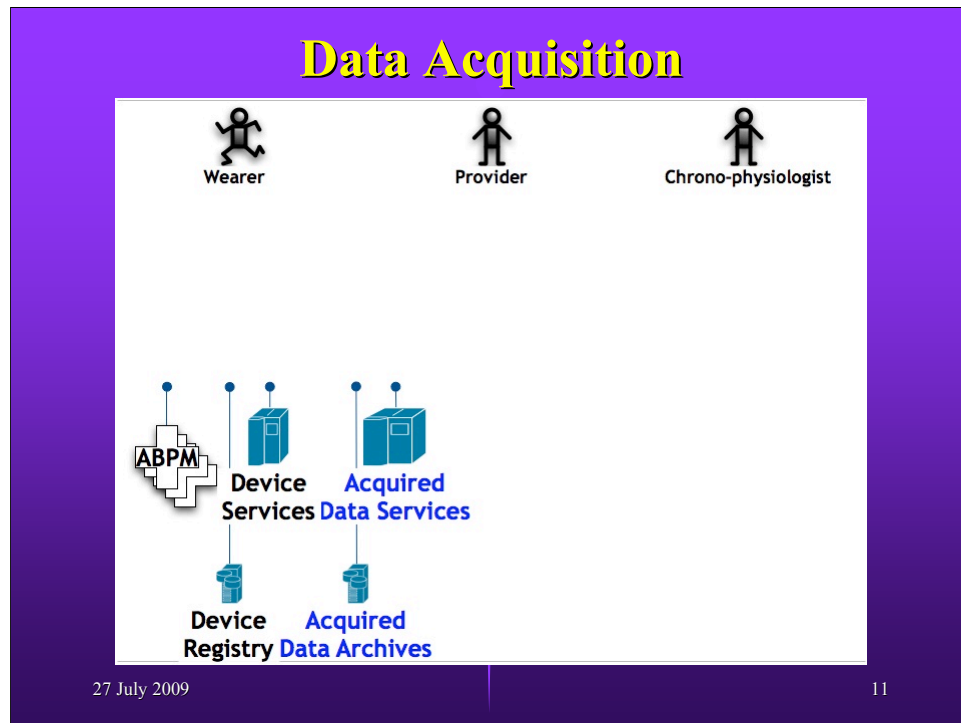 Data Acquisition
Wearer
Provider
Chrono-physiologist
ABPM
Device
Services
Acquired
Data Services
Device
Registry
Acquired
Data Archives
27 July 2009
11